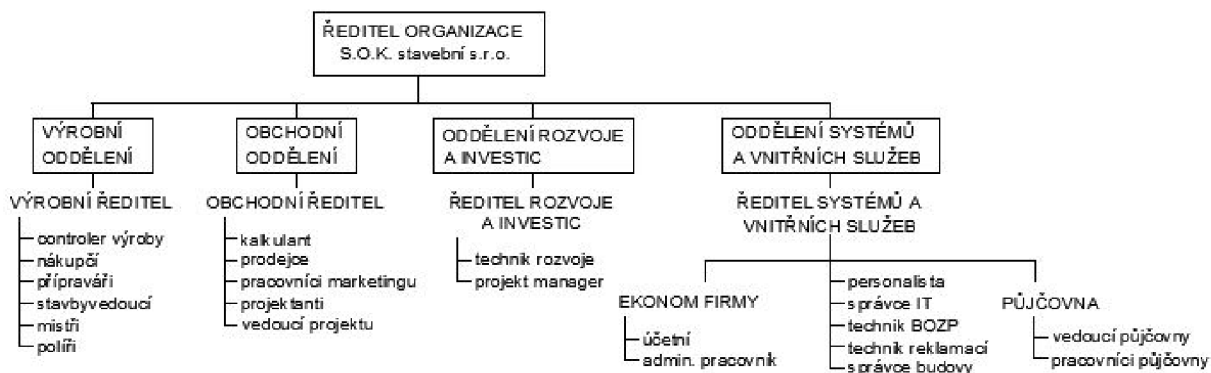 ŘEDITEL ORGANIZACE
S.O.K. stavební s.r.o.
VÝROBNÍ
ODDĚLENÍ
VÝROBNÍ ŘEDITEL
controler výroby
nákupčí
přípraváři
stavbyvedoucí
mistři
políři
OBCHODNÍ
ODDĚLENÍ
OBCHODNÍ ŘEDITEL
kalkulant
prodejce
pracovníci marketingu
projektanti
vedoucí projektu
ODDĚLENÍ ROZVOJE
A INVESTIC
ŘEDITEL ROZVOJE
A INVESTIC
technik rozvoje
projekt manager
ODDĚLENÍ SYSTÉMŮ
A VNITŘNÍCH SLUŽEB
ŘEDITEL SYSTÉMŮ A
VNITŘNÍCH SLUŽEB
EKONOM FIRMY
účetní
admin. pracovník
personalista
správce IT
technik BOZP
technik reklamací
správce budovy
PŮJČOVNA
vedoucí půjčovny
pracovníci půjčovny